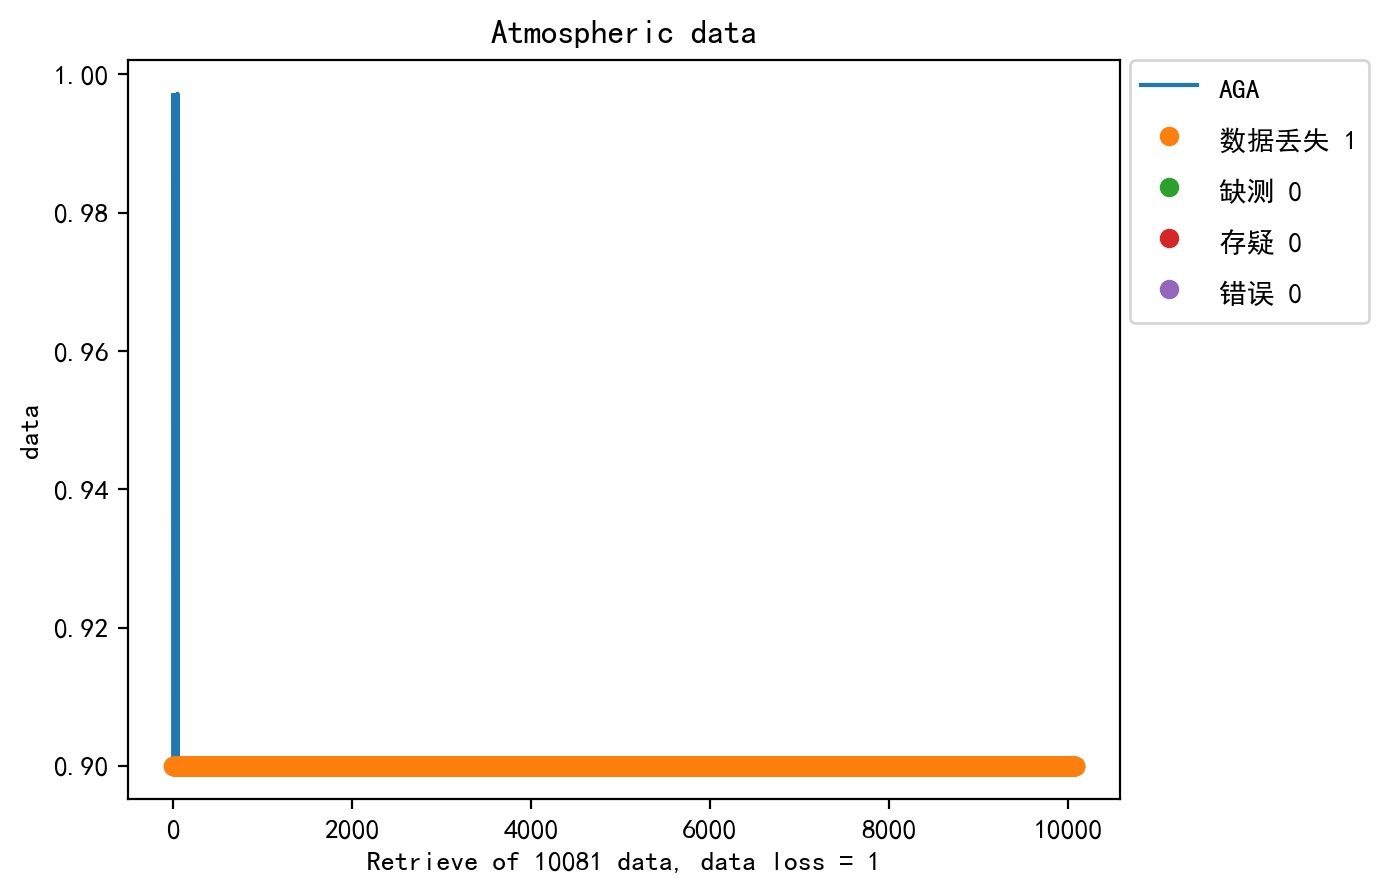 Atmospheric data
1.00
0.98
0.96
0.94
0.92
0.90
data
0 2000 4000 6000 8000 10000
Retrieve of 10081 data, data loss = 1
AGA
数据丢失 1
缺测 0
存疑 0
错误 0